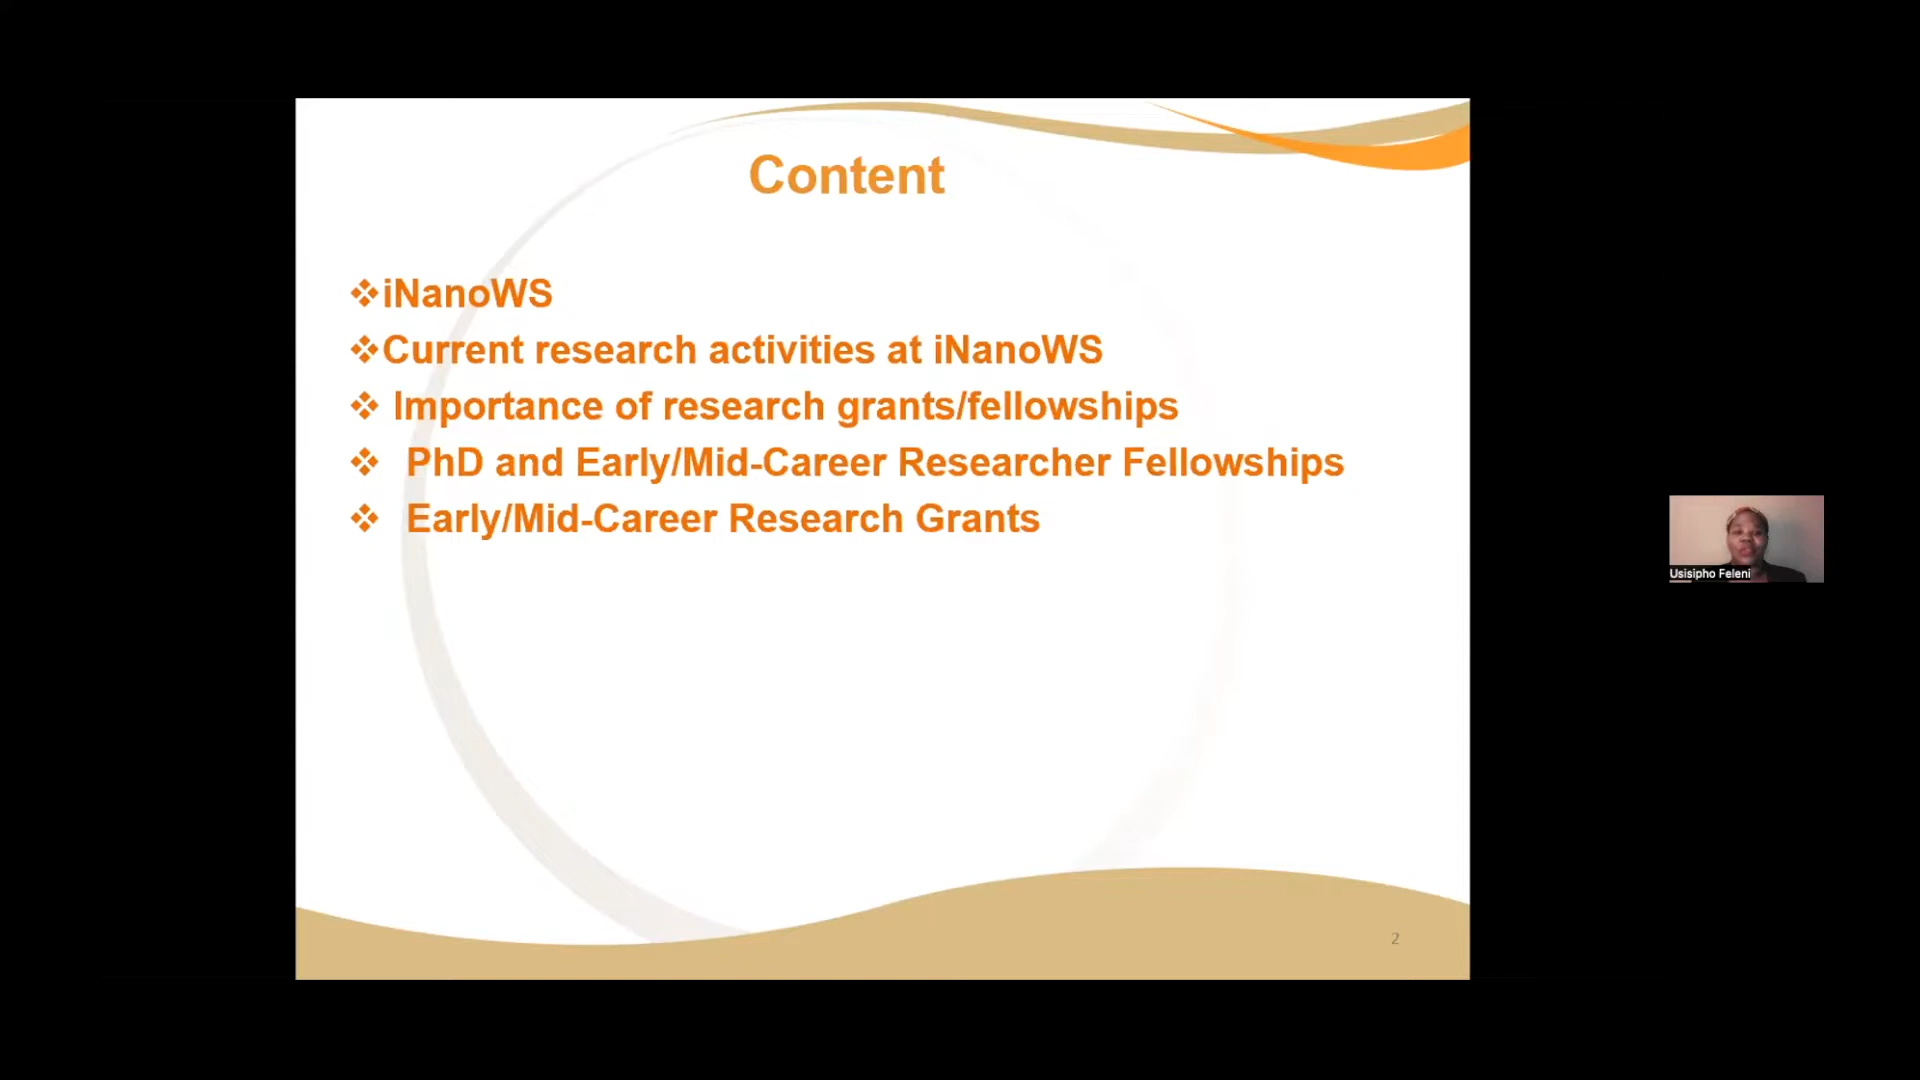 Content
❖iNanoWS
❖Current research activities at iNanoWS
❖ Importance of research grants/fellowships
❖ PhD and Early/Mid-Career Researcher Fellowships
❖ Early/Mid-Career Research Grants
Usisipho Feleni
2